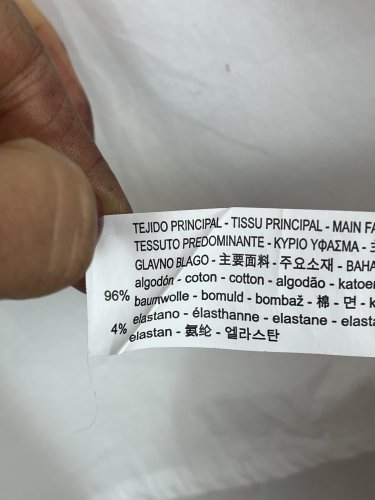 TEJIDO PRINCIPAL - TISSU PRINCIPAL - MAIN FA
TESSUTO PREDOMINANTE - ΚΥΡΙΟ ΥΦΑΣΜΑ - 主
GLAVNO BLAGO - 主要面料 - 주요소재 - BAHA
algodón - coton - cotton - algodão - katoen
96% baumwolle - bomuld - bombaž - 棉 - 면 - k
elastano - élasthanne - elastane - elasta
4% elastan - 氨纶 - 엘라스탄